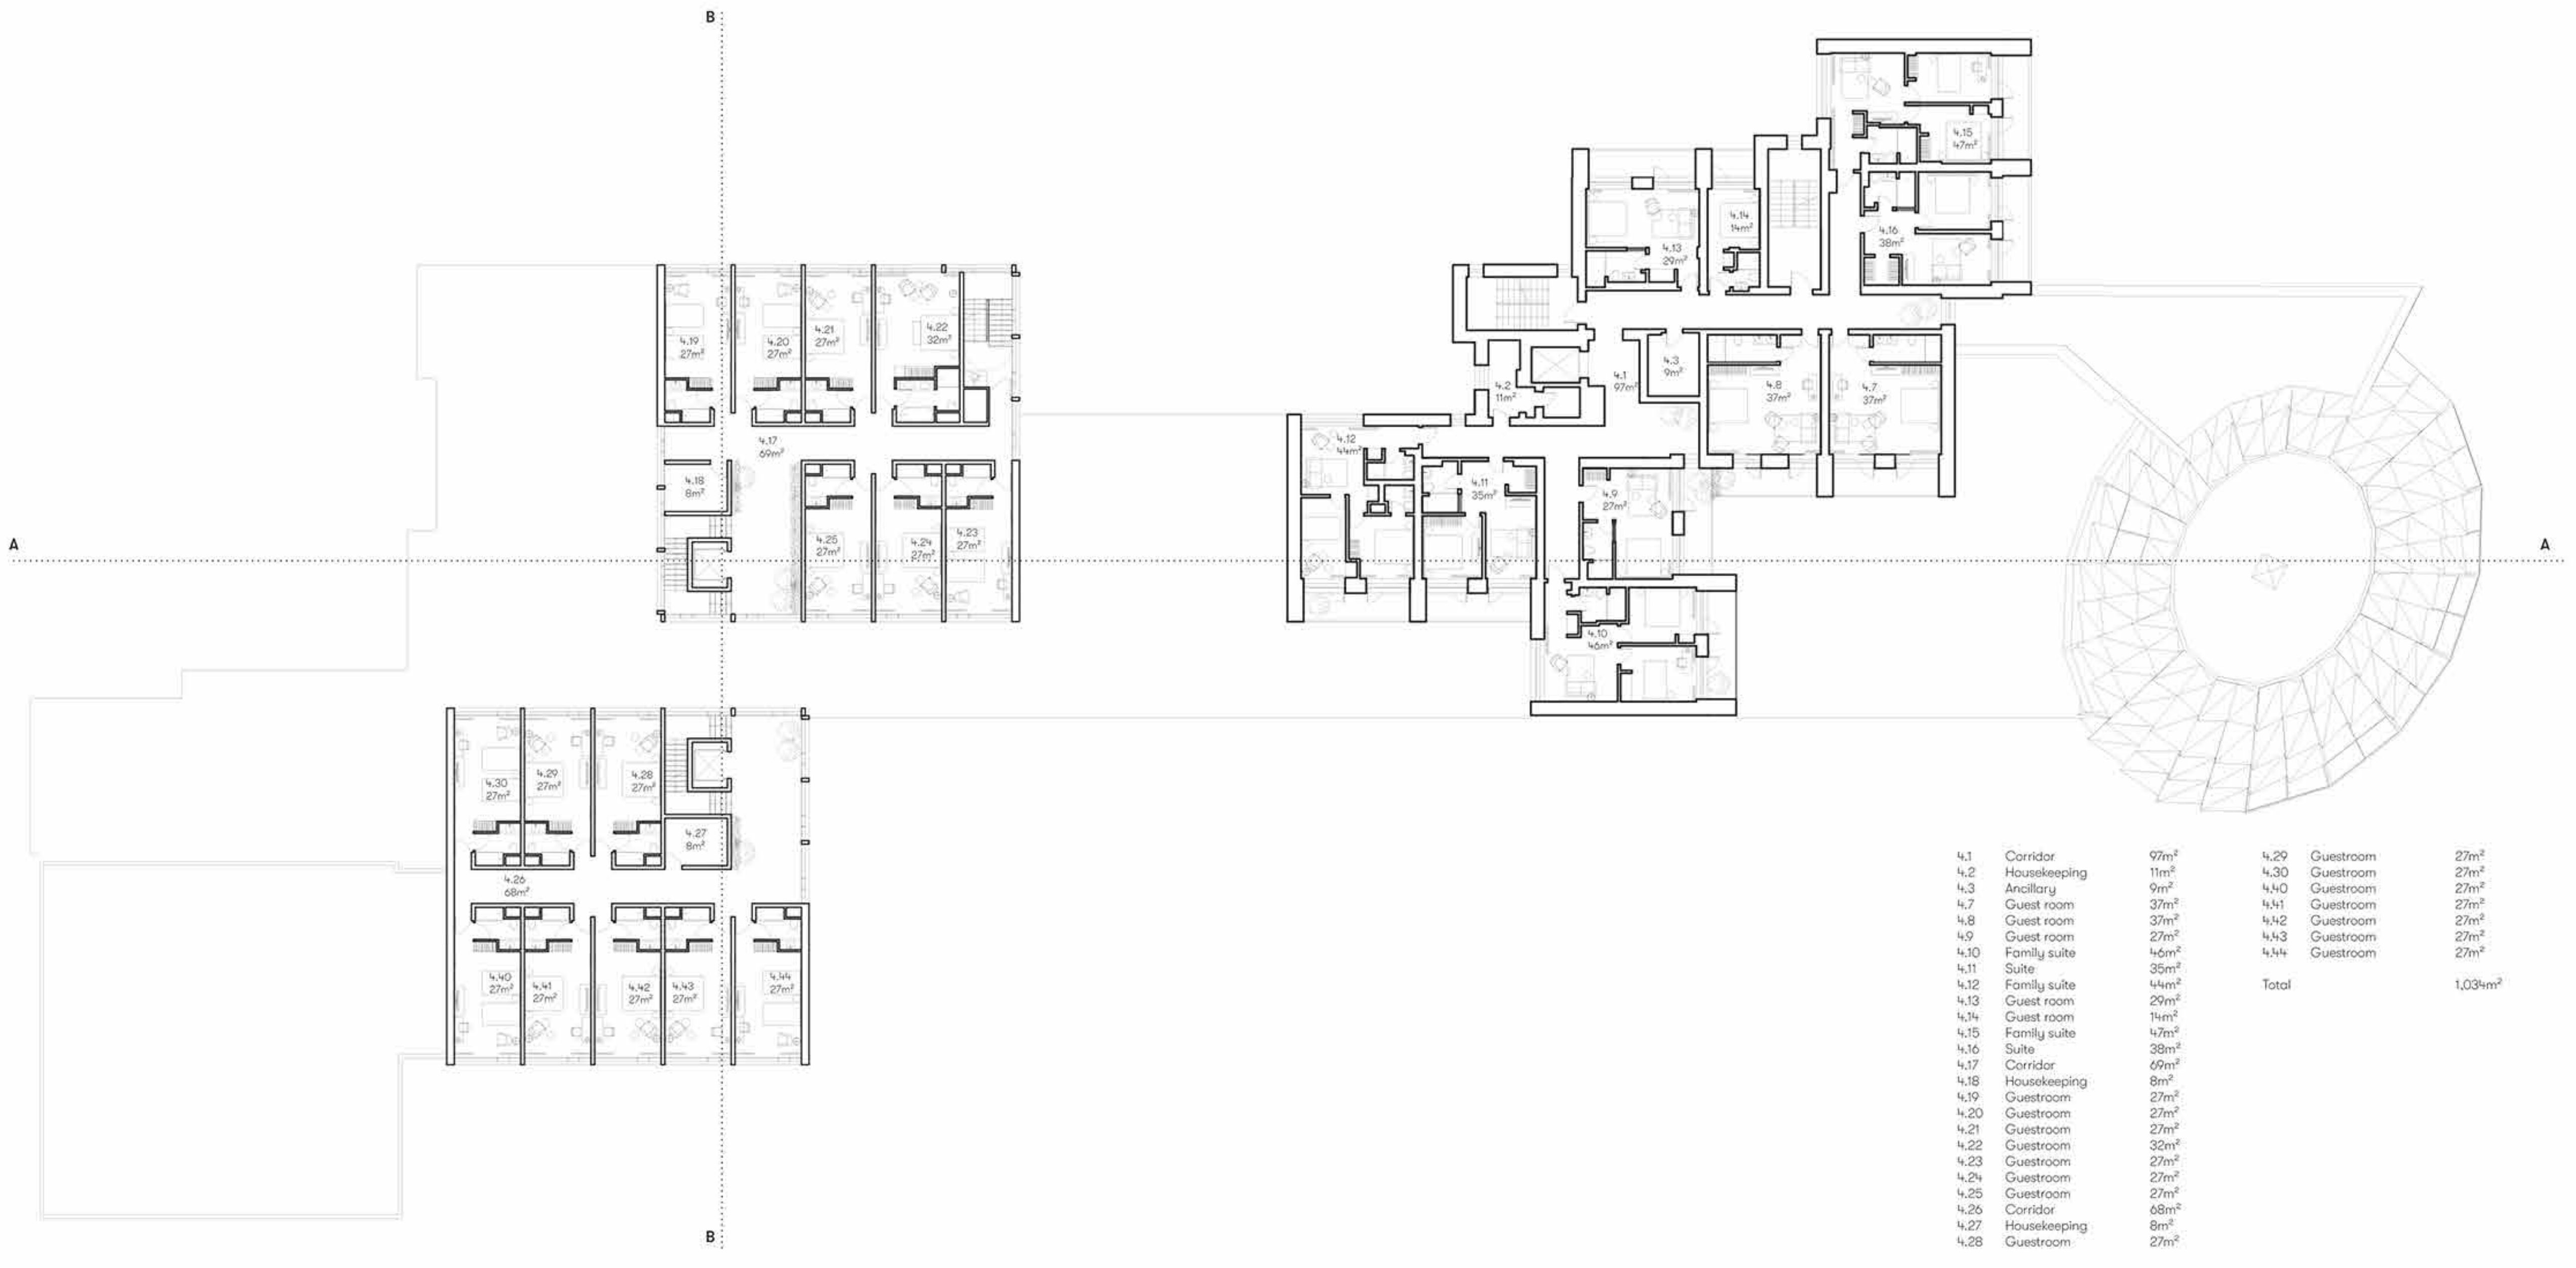 B
4.15
47m²
4.14
14m²
4.13
29m²
4.16
38m²
4.19
27m²
4.20
27m²
4.21
27m²
4.22
32m²
4.3
9m²
4.1
97m²
4.2
11m²
4.8
37m²
4.7
37m²
4.17
69m²
4.12
44m²
4.18
8m²
4.11
35m²
4.9
27m²
A
4.25
27m²
4.24
27m²
4.23
27m²
A
4.10
46m²
4.30
27m²
4.29
27m²
4.28
27m²
4.27
8m²
4.26
68m²
4.40
27m²
4.41
27m²
4.42
27m²
4.43
27m²
4.44
27m²
B
4.1 Corridor 97m²
4.2 Housekeeping 11m²
4.3 Ancillary 9m²
4.7 Guest room 37m²
4.8 Guest room 37m²
4.9 Guest room 27m²
4.10 Family suite 46m²
4.11 Suite 35m²
4.12 Family suite 44m²
4.13 Guest room 29m²
4.14 Guest room 14m²
4.15 Family suite 47m²
4.16 Suite 38m²
4.17 Corridor 69m²
4.18 Housekeeping 8m²
4.19 Guestroom 27m²
4.20 Guestroom 27m²
4.21 Guestroom 27m²
4.22 Guestroom 32m²
4.23 Guestroom 27m²
4.24 Guestroom 27m²
4.25 Guestroom 27m²
4.26 Corridor 68m²
4.27 Housekeeping 8m²
4.28 Guestroom 27m²
4.29 Guestroom 27m²
4.30 Guestroom 27m²
4.40 Guestroom 27m²
4.41 Guestroom 27m²
4.42 Guestroom 27m²
4.43 Guestroom 27m²
4.44 Guestroom 27m²
Total 1,034m²